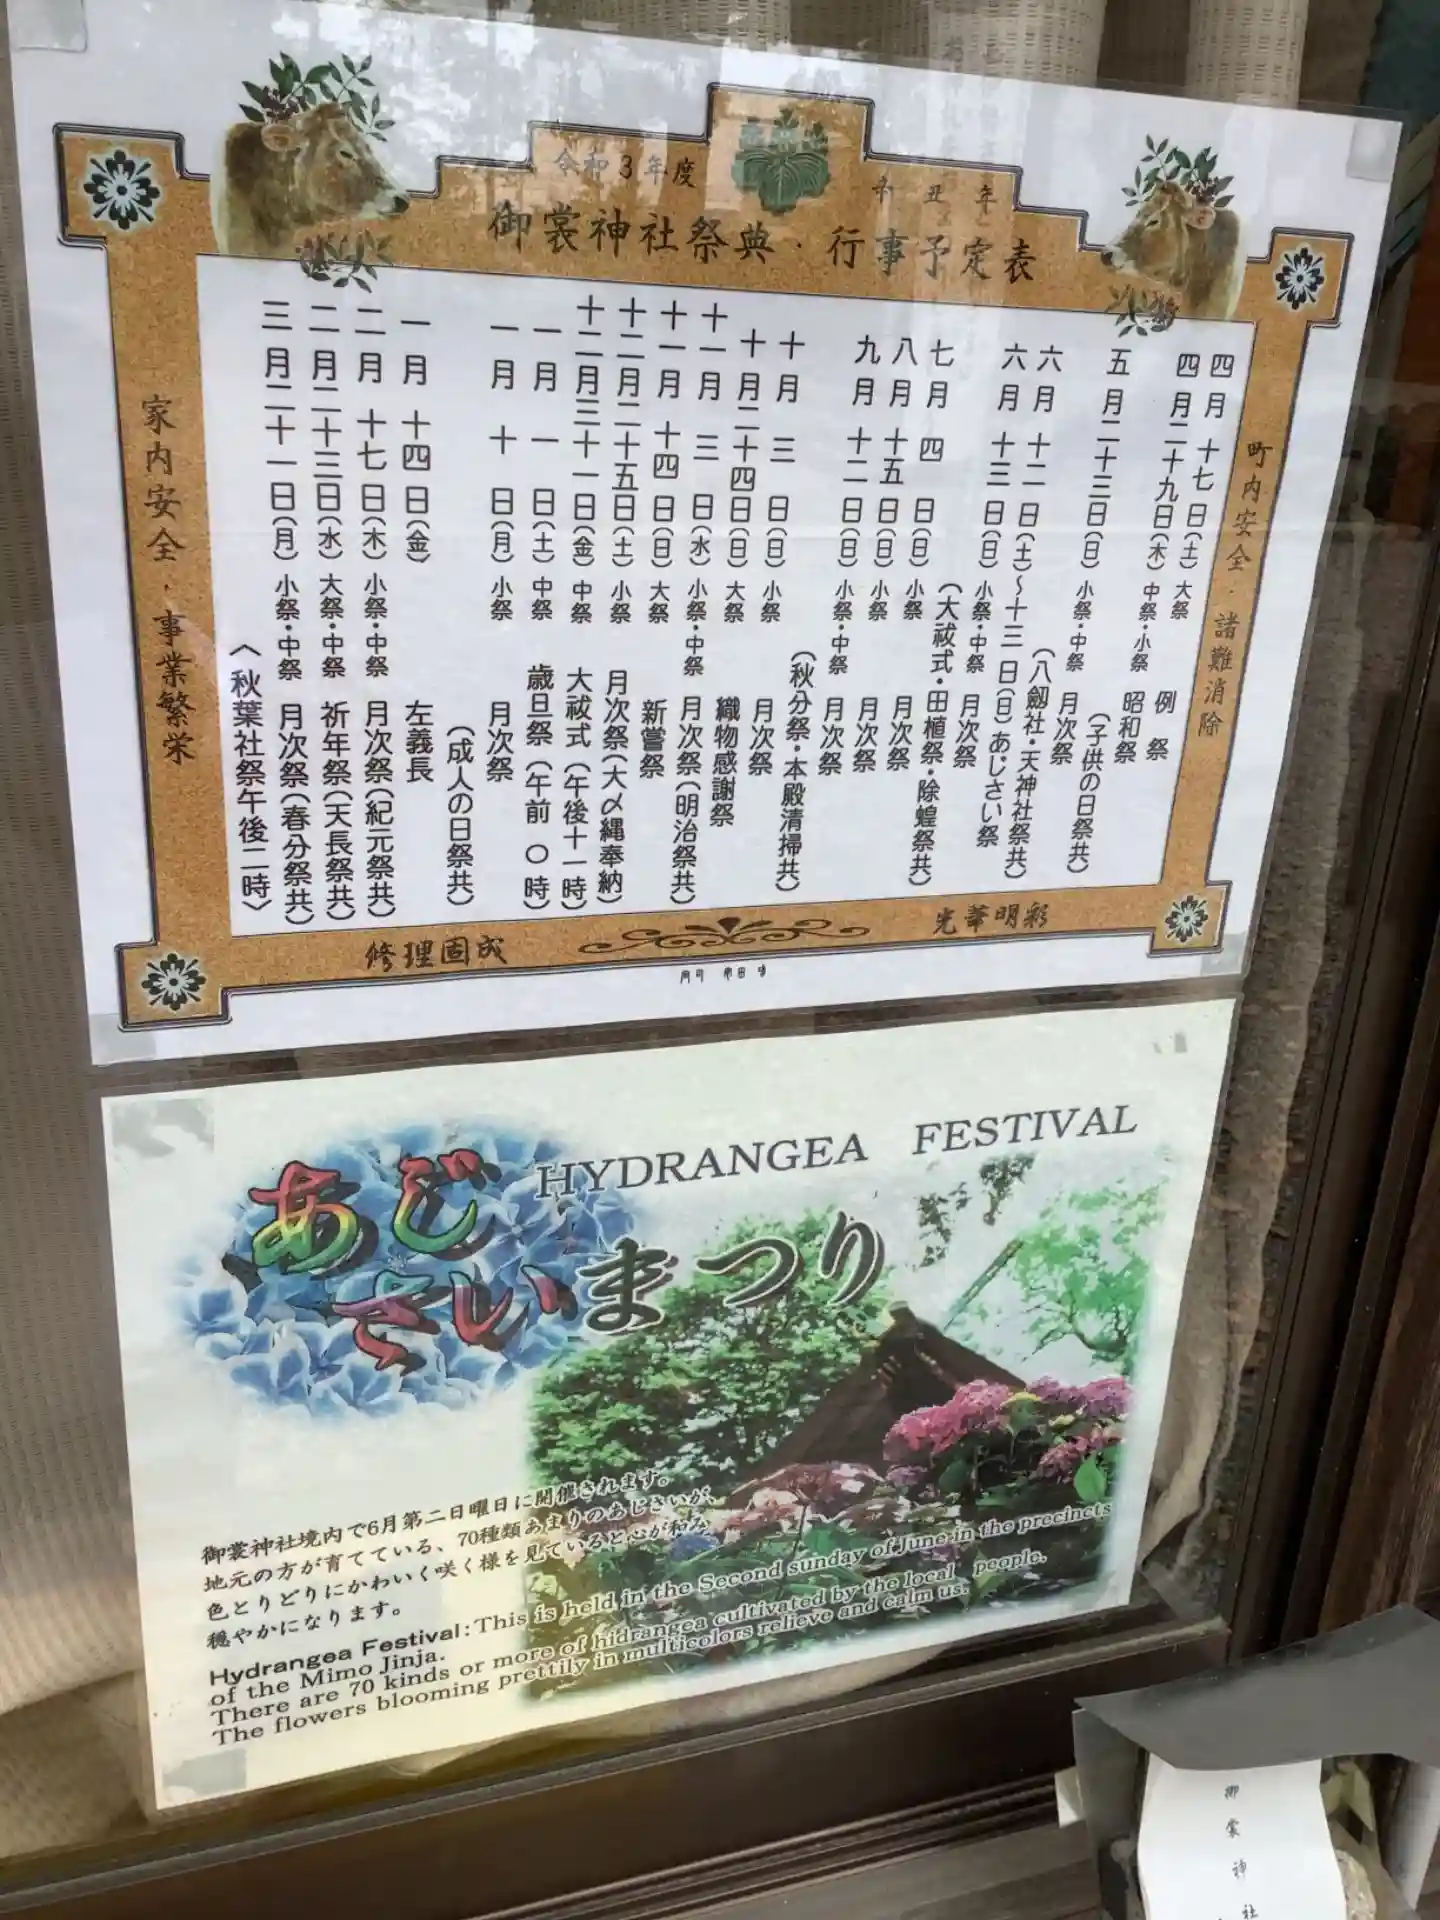 令和3年度
辛丑年
御裳神社祭典・行事予定表
町内安全・諸難消除
四月 十七日(土) 大祭 例祭
四月二十九日(木) 中祭・小祭 昭和祭
五月二十三日(日) 小祭・中祭 月次祭
(子供の日祭共)
六月 十二日(土)～十三日(日) あじさい祭
(八剱社・天神社祭共)
六月 十三日(日) 小祭・中祭 月次祭
七月 四日(日) 小祭
(大祓式・田植祭・除蝗祭共)
八月 十五日(日) 小祭 月次祭
九月 十二日(日) 小祭・中祭 月次祭
月次祭
(秋分祭・本殿清掃共)
十月 三日(日) 小祭 月次祭
十月二十四日(日) 大祭 織物感謝祭
十一月 三日(水) 小祭・中祭 月次祭(明治祭共)
十一月 十四日(日) 大祭 新嘗祭
十二月二十五日(土) 小祭 月次祭(大〆縄奉納)
十二月三十一日(金) 中祭 大祓式(午後十一時)
一月 一日(土) 中祭 歳旦祭(午前〇時)
一月 十日(月) 小祭 月次祭
(成人の日祭共)
一月 十四日(金) 左義長
二月 十七日(木) 小祭・中祭 月次祭(紀元祭共)
二月二十三日(水) 大祭・中祭 祈年祭(天長祭共)
三月二十一日(月) 小祭・中祭 月次祭(春分祭共)
〈秋葉社祭午後二時〉
家内安全・事業繁栄
光華明彩
修理固成
あじさいまつり
HYDRANGEA FESTIVAL
御裳神社境内で6月第二日曜日に開催されます。
地元の方が育てている、70種類あまりのあじさいが、
色とりどりにかわいく咲く様を見ていると心が和み
穏やかになります。
Hydrangea Festival:This is held in the Second sunday of June in the precincts
of the Mimo Jinja.
There are 70 kinds or more of hidrangea cultivated by the local people.
The flowers blooming prettily in multicolors relieve and calm us.
御裳神社